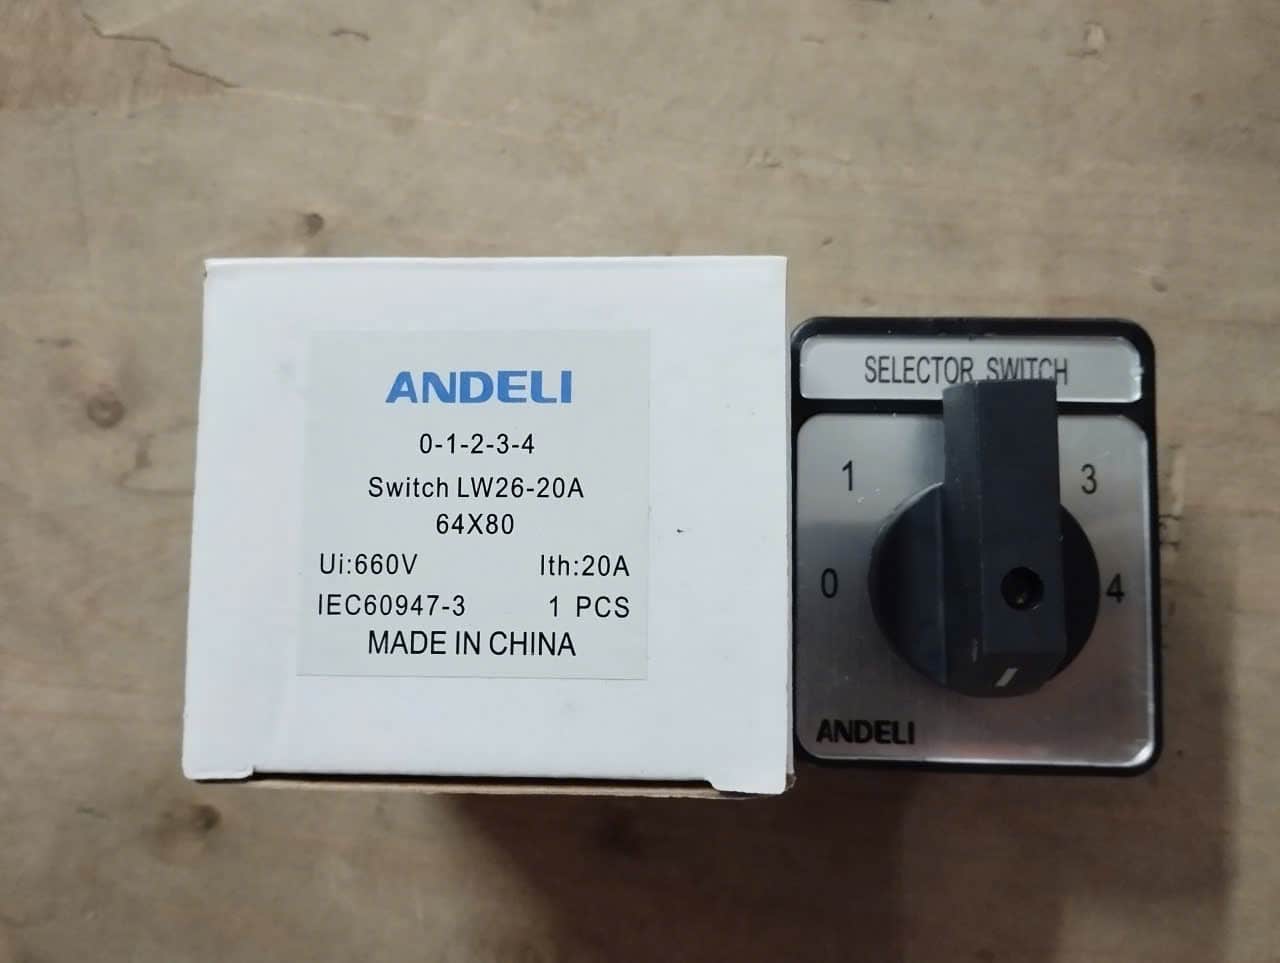 ANDELI
0-1-2-3-4
Switch LW26-20A
64X80
Ui:660V Ith:20A
IEC60947-3 1 PCS
MADE IN CHINA
SELECTOR SWITCH
1 3
0 4
ANDELI